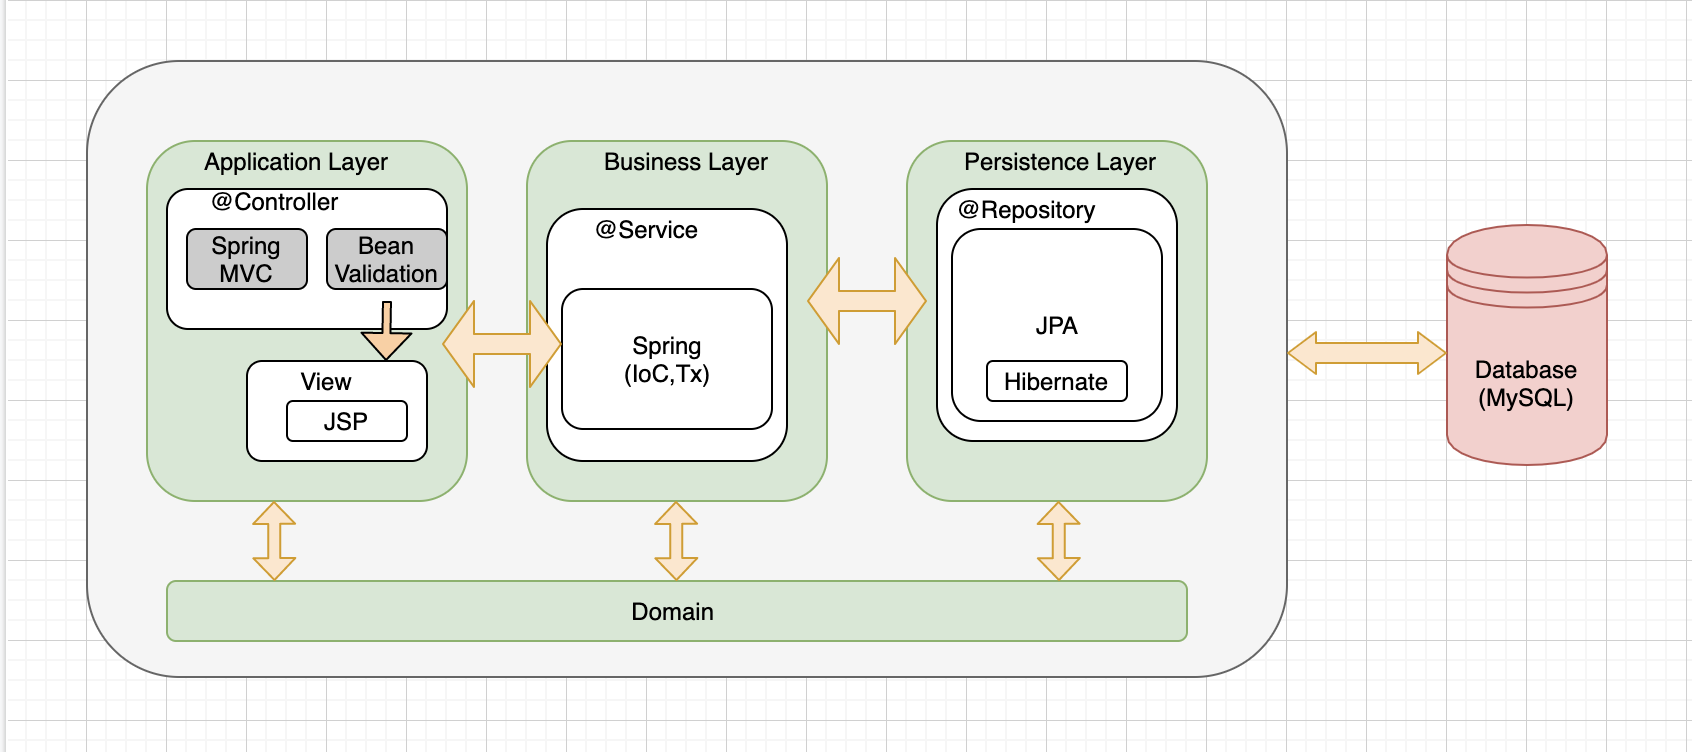 Application Layer
@Controller
Spring
MVC
Bean
Validation
View
JSP
Business Layer
@Service
Spring
(IoC,Tx)
Persistence Layer
@Repository
JPA
Hibernate
Database
(MySQL)
Domain